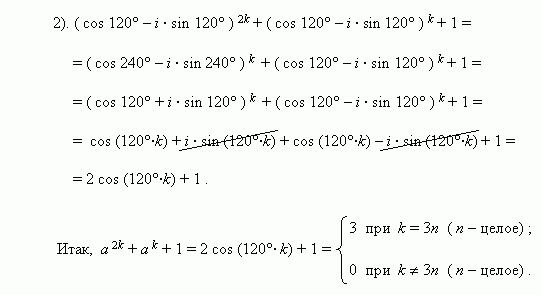 2). ( cos 120° – i · sin 120° ) ²ᵏ + ( cos 120° – i · sin 120° ) ᵏ + 1 =
= ( cos 240° – i · sin 240° ) ᵏ + ( cos 120° – i · sin 120° ) ᵏ + 1 =
= ( cos 120° + i · sin 120° ) ᵏ + ( cos 120° – i · sin 120° ) ᵏ + 1 =
= cos (120°·k) + i · sin (120°·k) + cos (120°·k) – i · sin (120°·k) + 1 =
= 2 cos (120°·k) + 1 .
3 при k = 3n ( n – целое) ;
Итак, a ²ᵏ + a ᵏ + 1 = 2 cos (120°· k) + 1 =
0 при k ≠ 3n ( n – целое) .